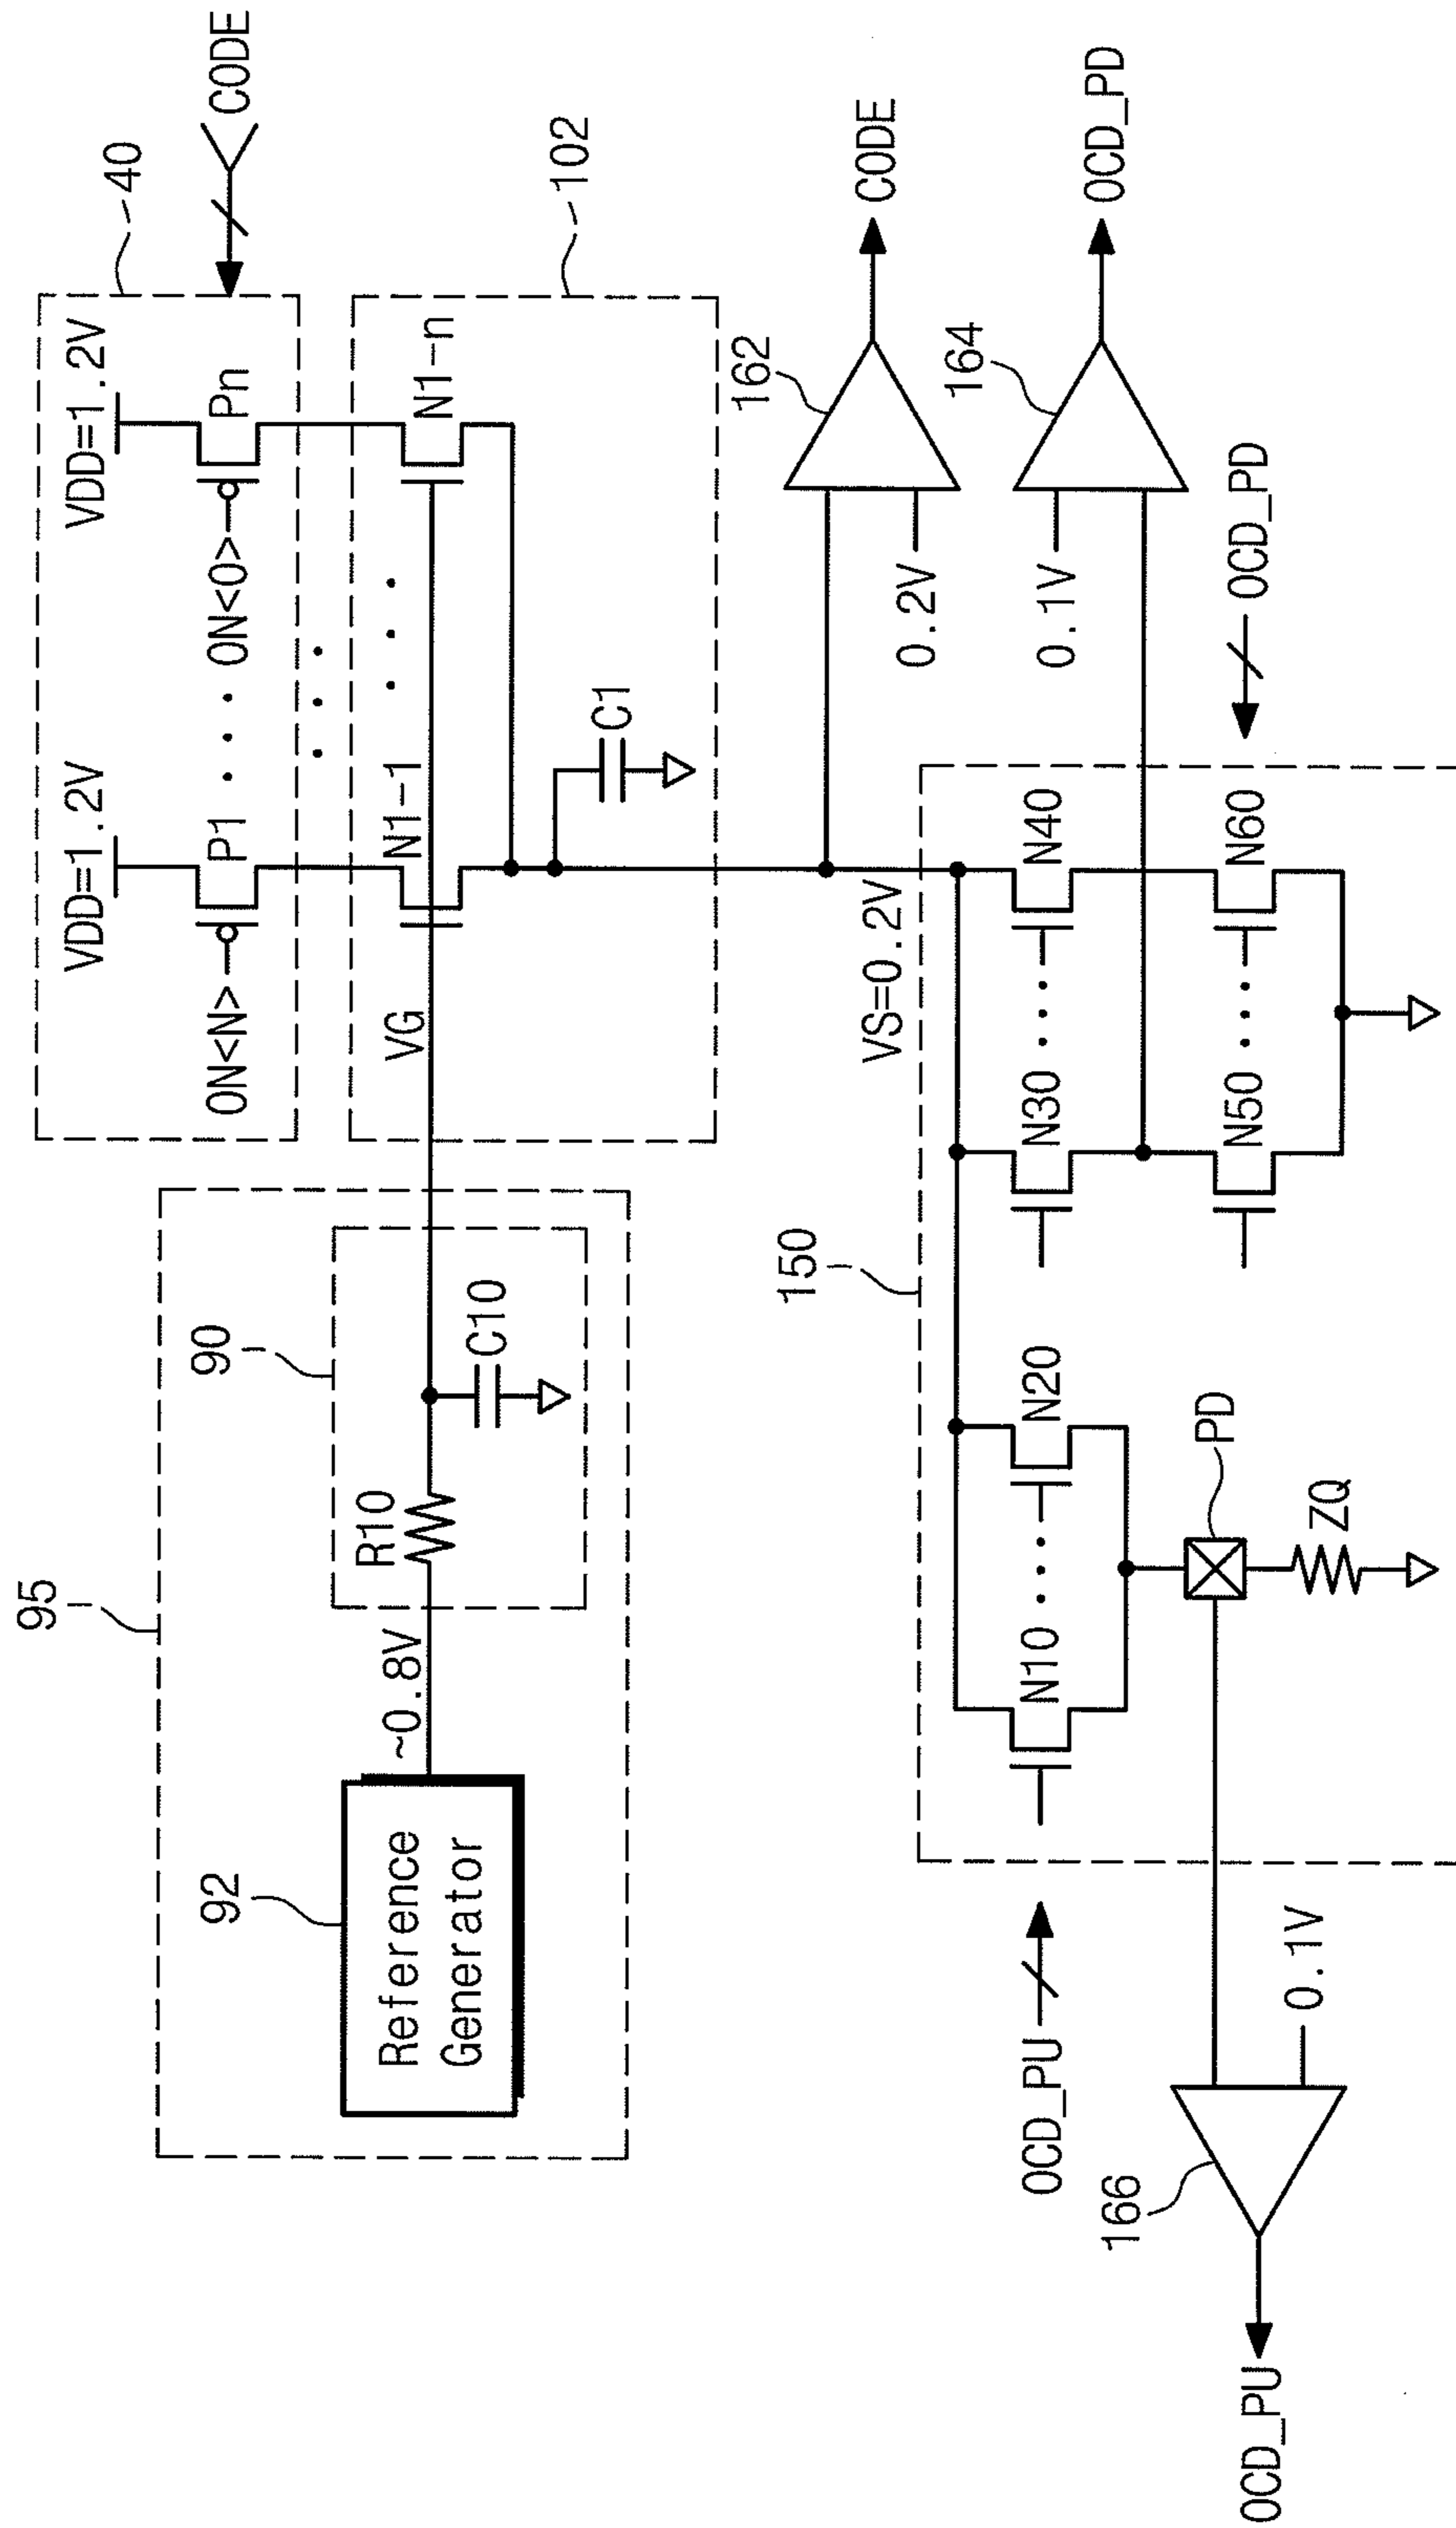 95
92
Reference
Generator
~0.8V
R10
90
C10
VG
VDD=1.2V
VDD=1.2V
40
ON<N>
P1
ON<0>
Pn
CODE
N1-1
N1-n
102
C1
162
CODE
0.2V
VS=0.2V
164
OCD_PD
0.1V
150
OCD_PU
N10
N20
N30
N40
OCD_PD
N50
N60
PD
ZQ
166
0.1V
OCD_PU